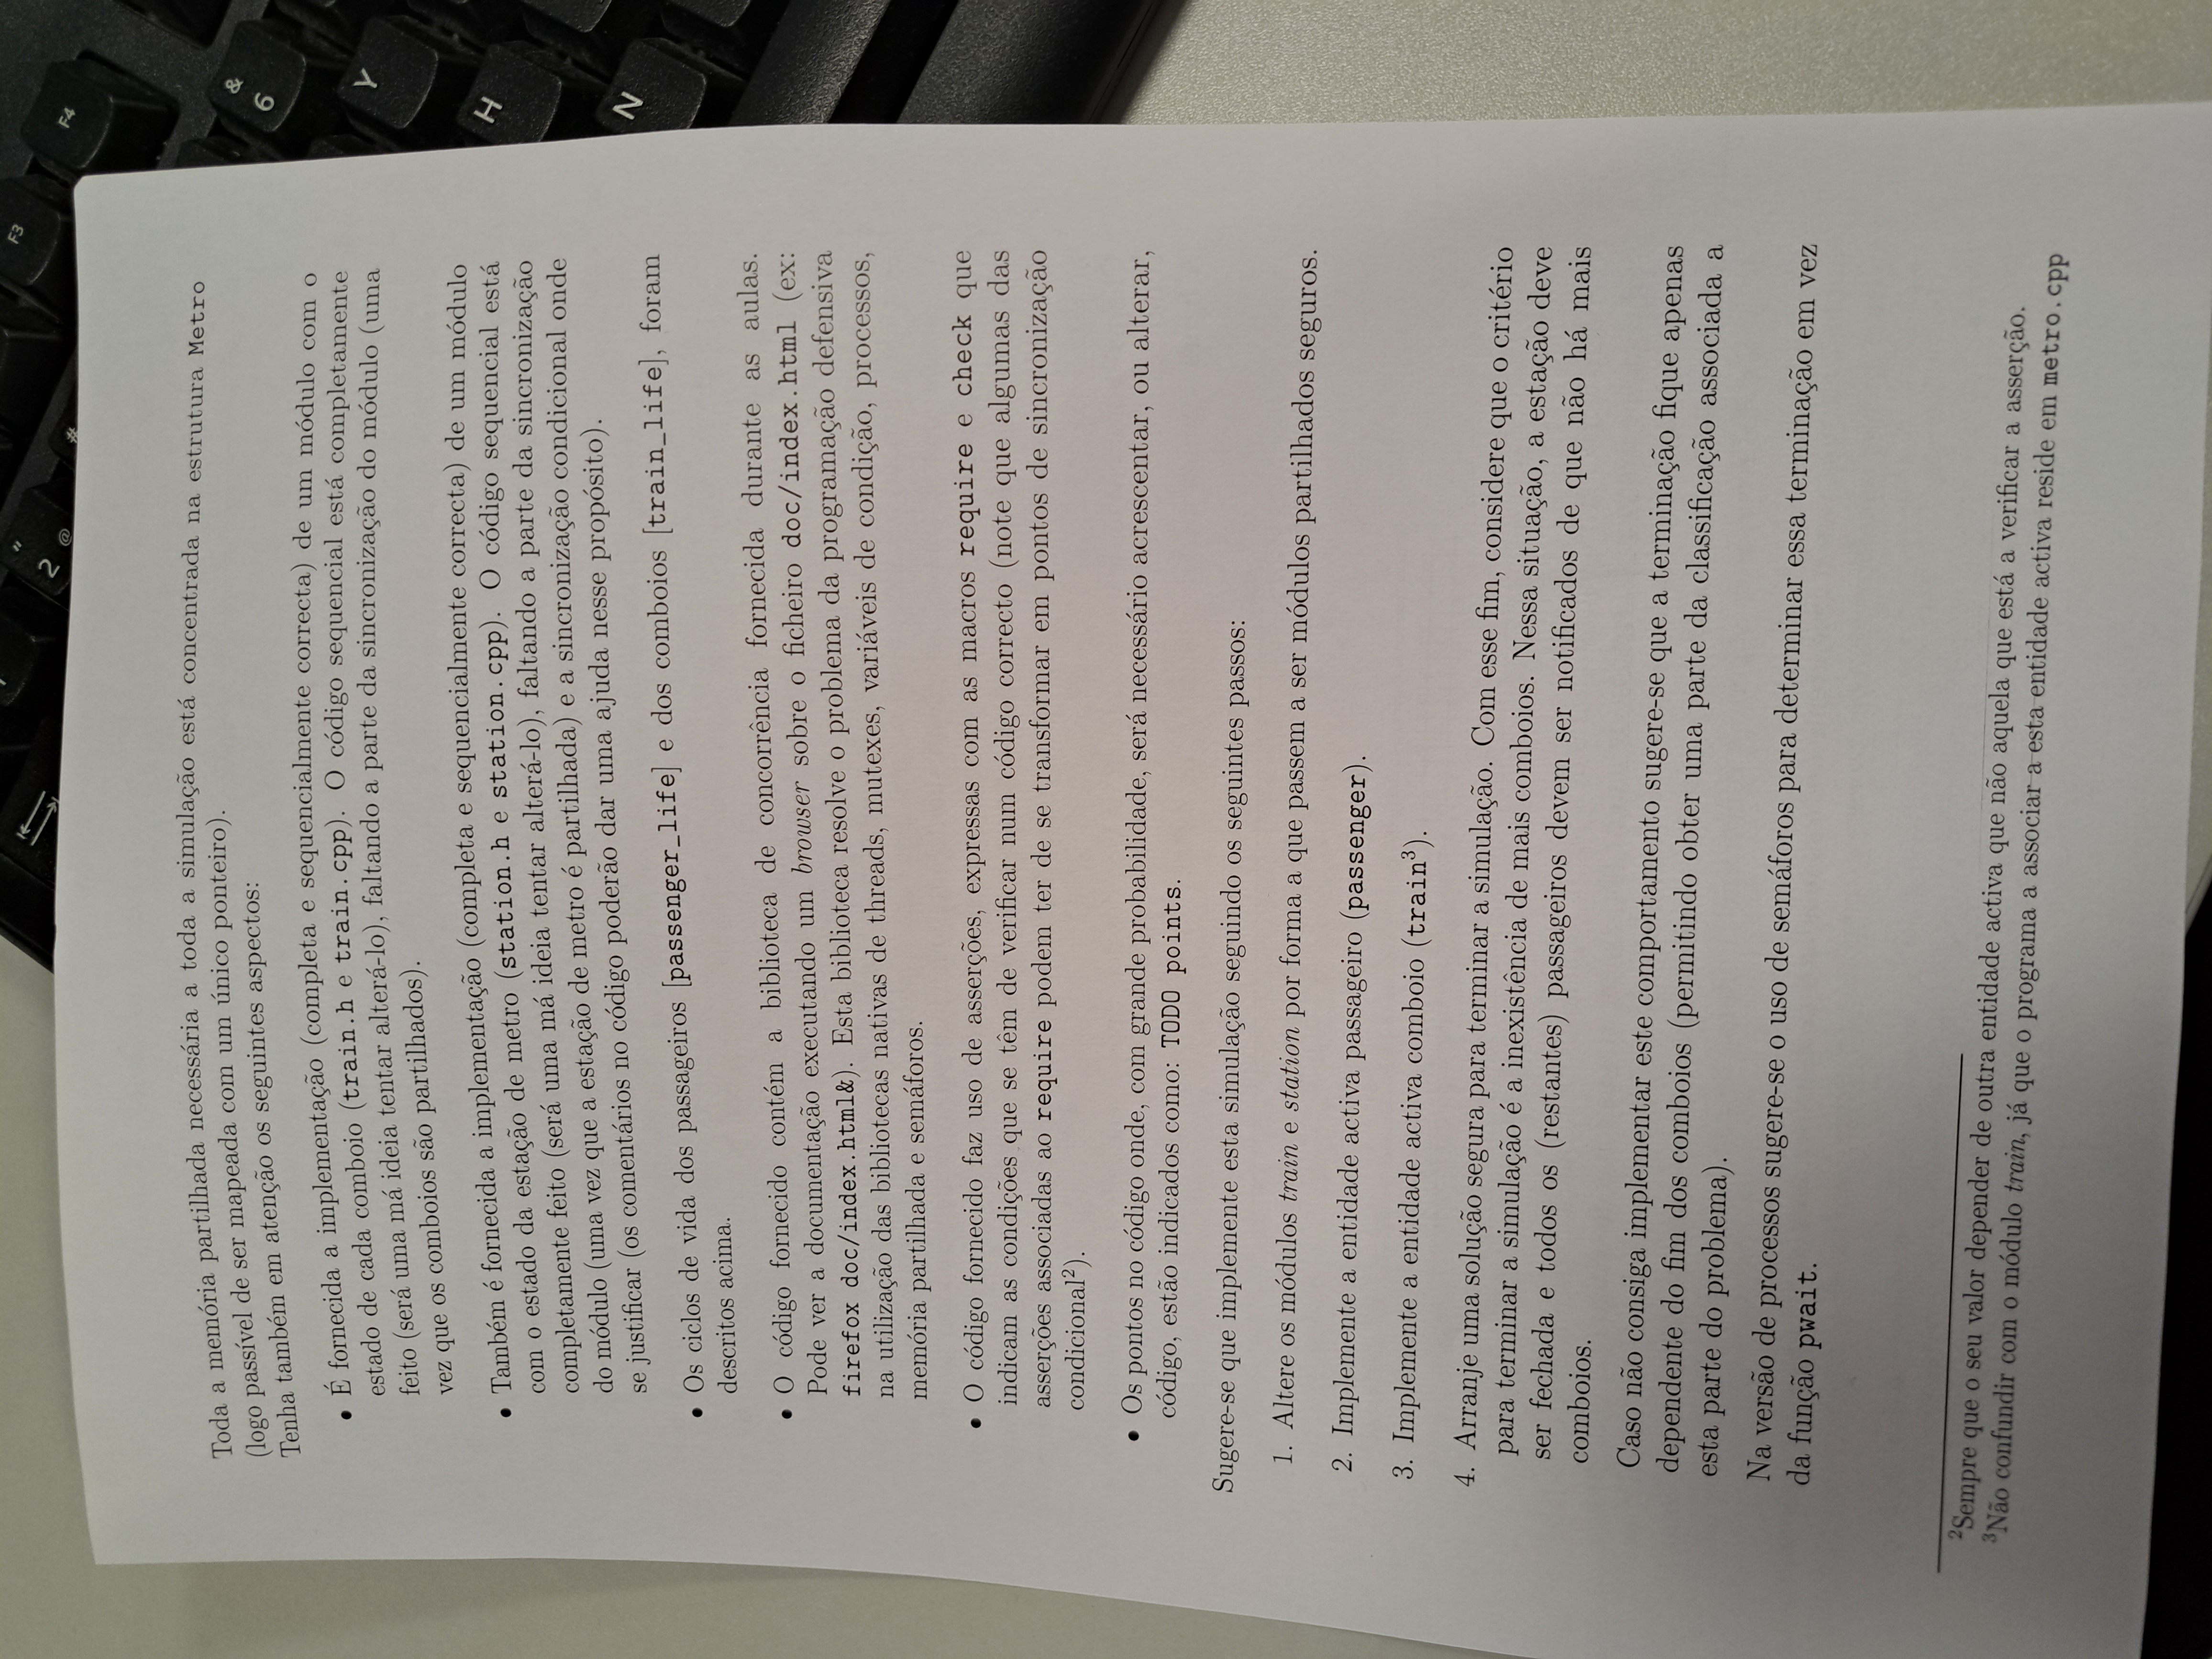 Toda a memória partilhada necessária a toda a simulação está concentrada na estrutura Metro
(logo passível de ser mapeada com um único ponteiro).
Tenha também em atenção os seguintes aspectos:
• É fornecida a implementação (completa e sequencialmente correcta) de um módulo com o
estado de cada comboio (train.h e train.cpp). O código sequencial está completamente
feito (será uma má ideia tentar alterá-lo), faltando a parte da sincronização do módulo (uma
vez que os comboios são partilhados).
• Também é fornecida a implementação (completa e sequencialmente correcta) de um módulo
com o estado da estação de metro (station.h e station.cpp). O código sequencial está
completamente feito (será uma má ideia tentar alterá-lo), faltando a parte da sincronização
do módulo (uma vez que a estação de metro é partilhada) e a sincronização condicional onde
se justificar (os comentários no código poderão dar uma ajuda nesse propósito).
• Os ciclos de vida dos passageiros [passenger_life] e dos comboios [train_life], foram
descritos acima.
• O código fornecido contém a biblioteca de concorrência fornecida durante as aulas.
Pode ver a documentação executando um browser sobre o ficheiro doc/index.html (ex:
firefox doc/index.html&). Esta biblioteca resolve o problema da programação defensiva
na utilização das bibliotecas nativas de threads, mutexes, variáveis de condição, processos,
memória partilhada e semáforos.
• O código fornecido faz uso de asserções, expressas com as macros require e check que
indicam as condições que se têm de verificar num código correcto (note que algumas das
asserções associadas ao require podem ter de se transformar em pontos de sincronização
condicional²).
• Os pontos no código onde, com grande probabilidade, será necessário acrescentar, ou alterar,
código, estão indicados como: TODO points.
Sugere-se que implemente esta simulação seguindo os seguintes passos:
1. Altere os módulos train e station por forma a que passem a ser módulos partilhados seguros.
2. Implemente a entidade activa passageiro (passenger).
3. Implemente a entidade activa comboio (train³).
4. Arranje uma solução segura para terminar a simulação. Com esse fim, considere que o critério
para terminar a simulação é a inexistência de mais comboios. Nessa situação, a estação deve
ser fechada e todos os (restantes) passageiros devem ser notificados de que não há mais
comboios.
Caso não consiga implementar este comportamento sugere-se que a terminação fique apenas
dependente do fim dos comboios (permitindo obter uma parte da classificação associada a
esta parte do problema).
Na versão de processos sugere-se o uso de semáforos para determinar essa terminação em vez
da função pwait.
²Sempre que o seu valor depender de outra entidade activa que não aquela que está a verificar a asserção.
³Não confundir com o módulo train, já que o programa a associar a esta entidade activa reside em metro.cpp
"
2 @
#
F3
F4
&
6
Y
H
N